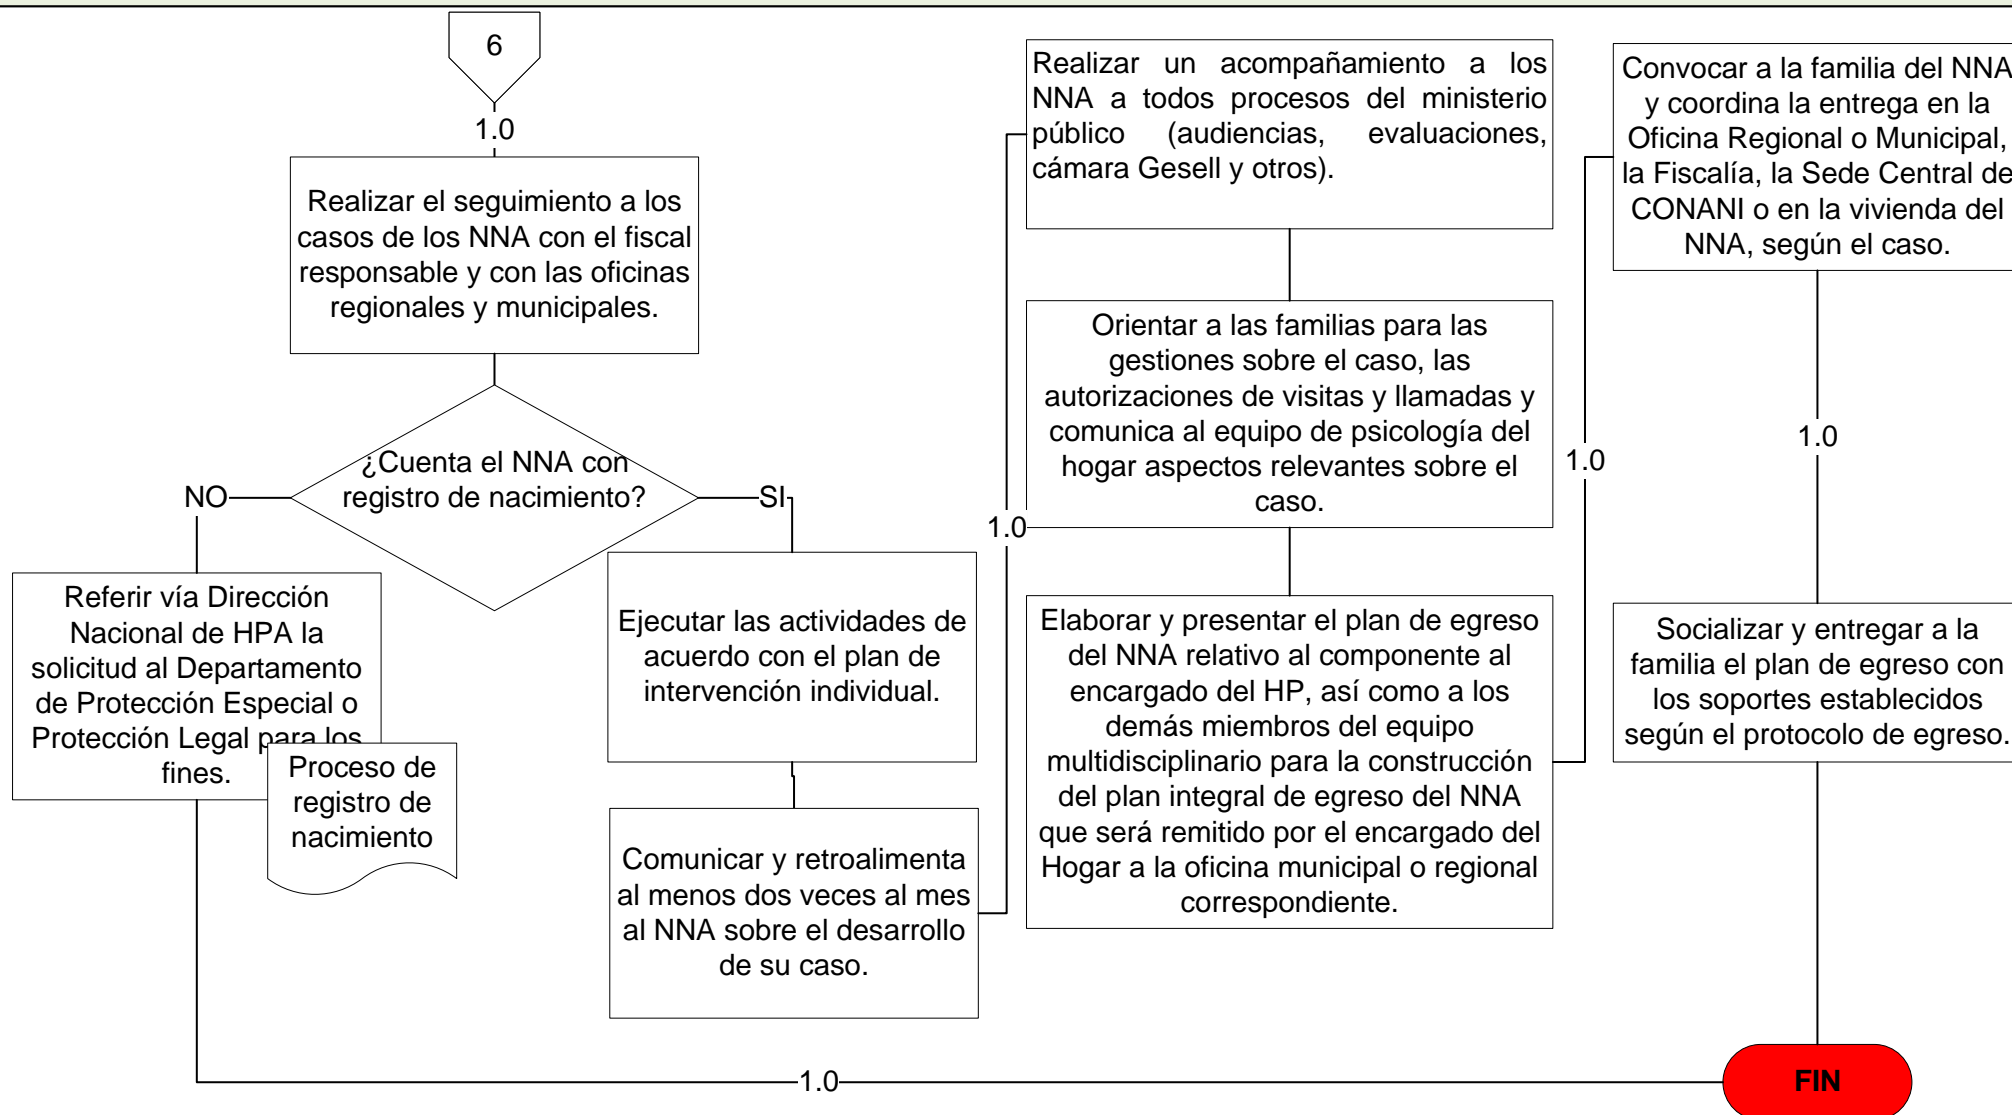 6
1.0
Realizar el seguimiento a los
casos de los NNA con el fiscal
responsable y con las oficinas
regionales y municipales.
¿Cuenta el NNA con
registro de nacimiento?
NO
SI
Referir vía Dirección
Nacional de HPA la
solicitud al Departamento
de Protección Especial o
Protección Legal para los
fines.
Proceso de
registro de
nacimiento
Ejecutar las actividades de
acuerdo con el plan de
intervención individual.
Comunicar y retroalimenta
al menos dos veces al mes
al NNA sobre el desarrollo
de su caso.
1.0
Realizar un acompañamiento a los
NNA a todos procesos del ministerio
público (audiencias, evaluaciones,
cámara Gesell y otros).
Orientar a las familias para las
gestiones sobre el caso, las
autorizaciones de visitas y llamadas y
comunica al equipo de psicología del
hogar aspectos relevantes sobre el
caso.
Elaborar y presentar el plan de egreso
del NNA relativo al componente al
encargado del HP, así como a los
demás miembros del equipo
multidisciplinario para la construcción
del plan integral de egreso del NNA
que será remitido por el encargado del
Hogar a la oficina municipal o regional
correspondiente.
1.0
Convocar a la familia del NNA
y coordina la entrega en la
Oficina Regional o Municipal,
la Fiscalía, la Sede Central de
CONANI o en la vivienda del
NNA, según el caso.
1.0
Socializar y entregar a la
familia el plan de egreso con
los soportes establecidos
según el protocolo de egreso.
1.0
FIN